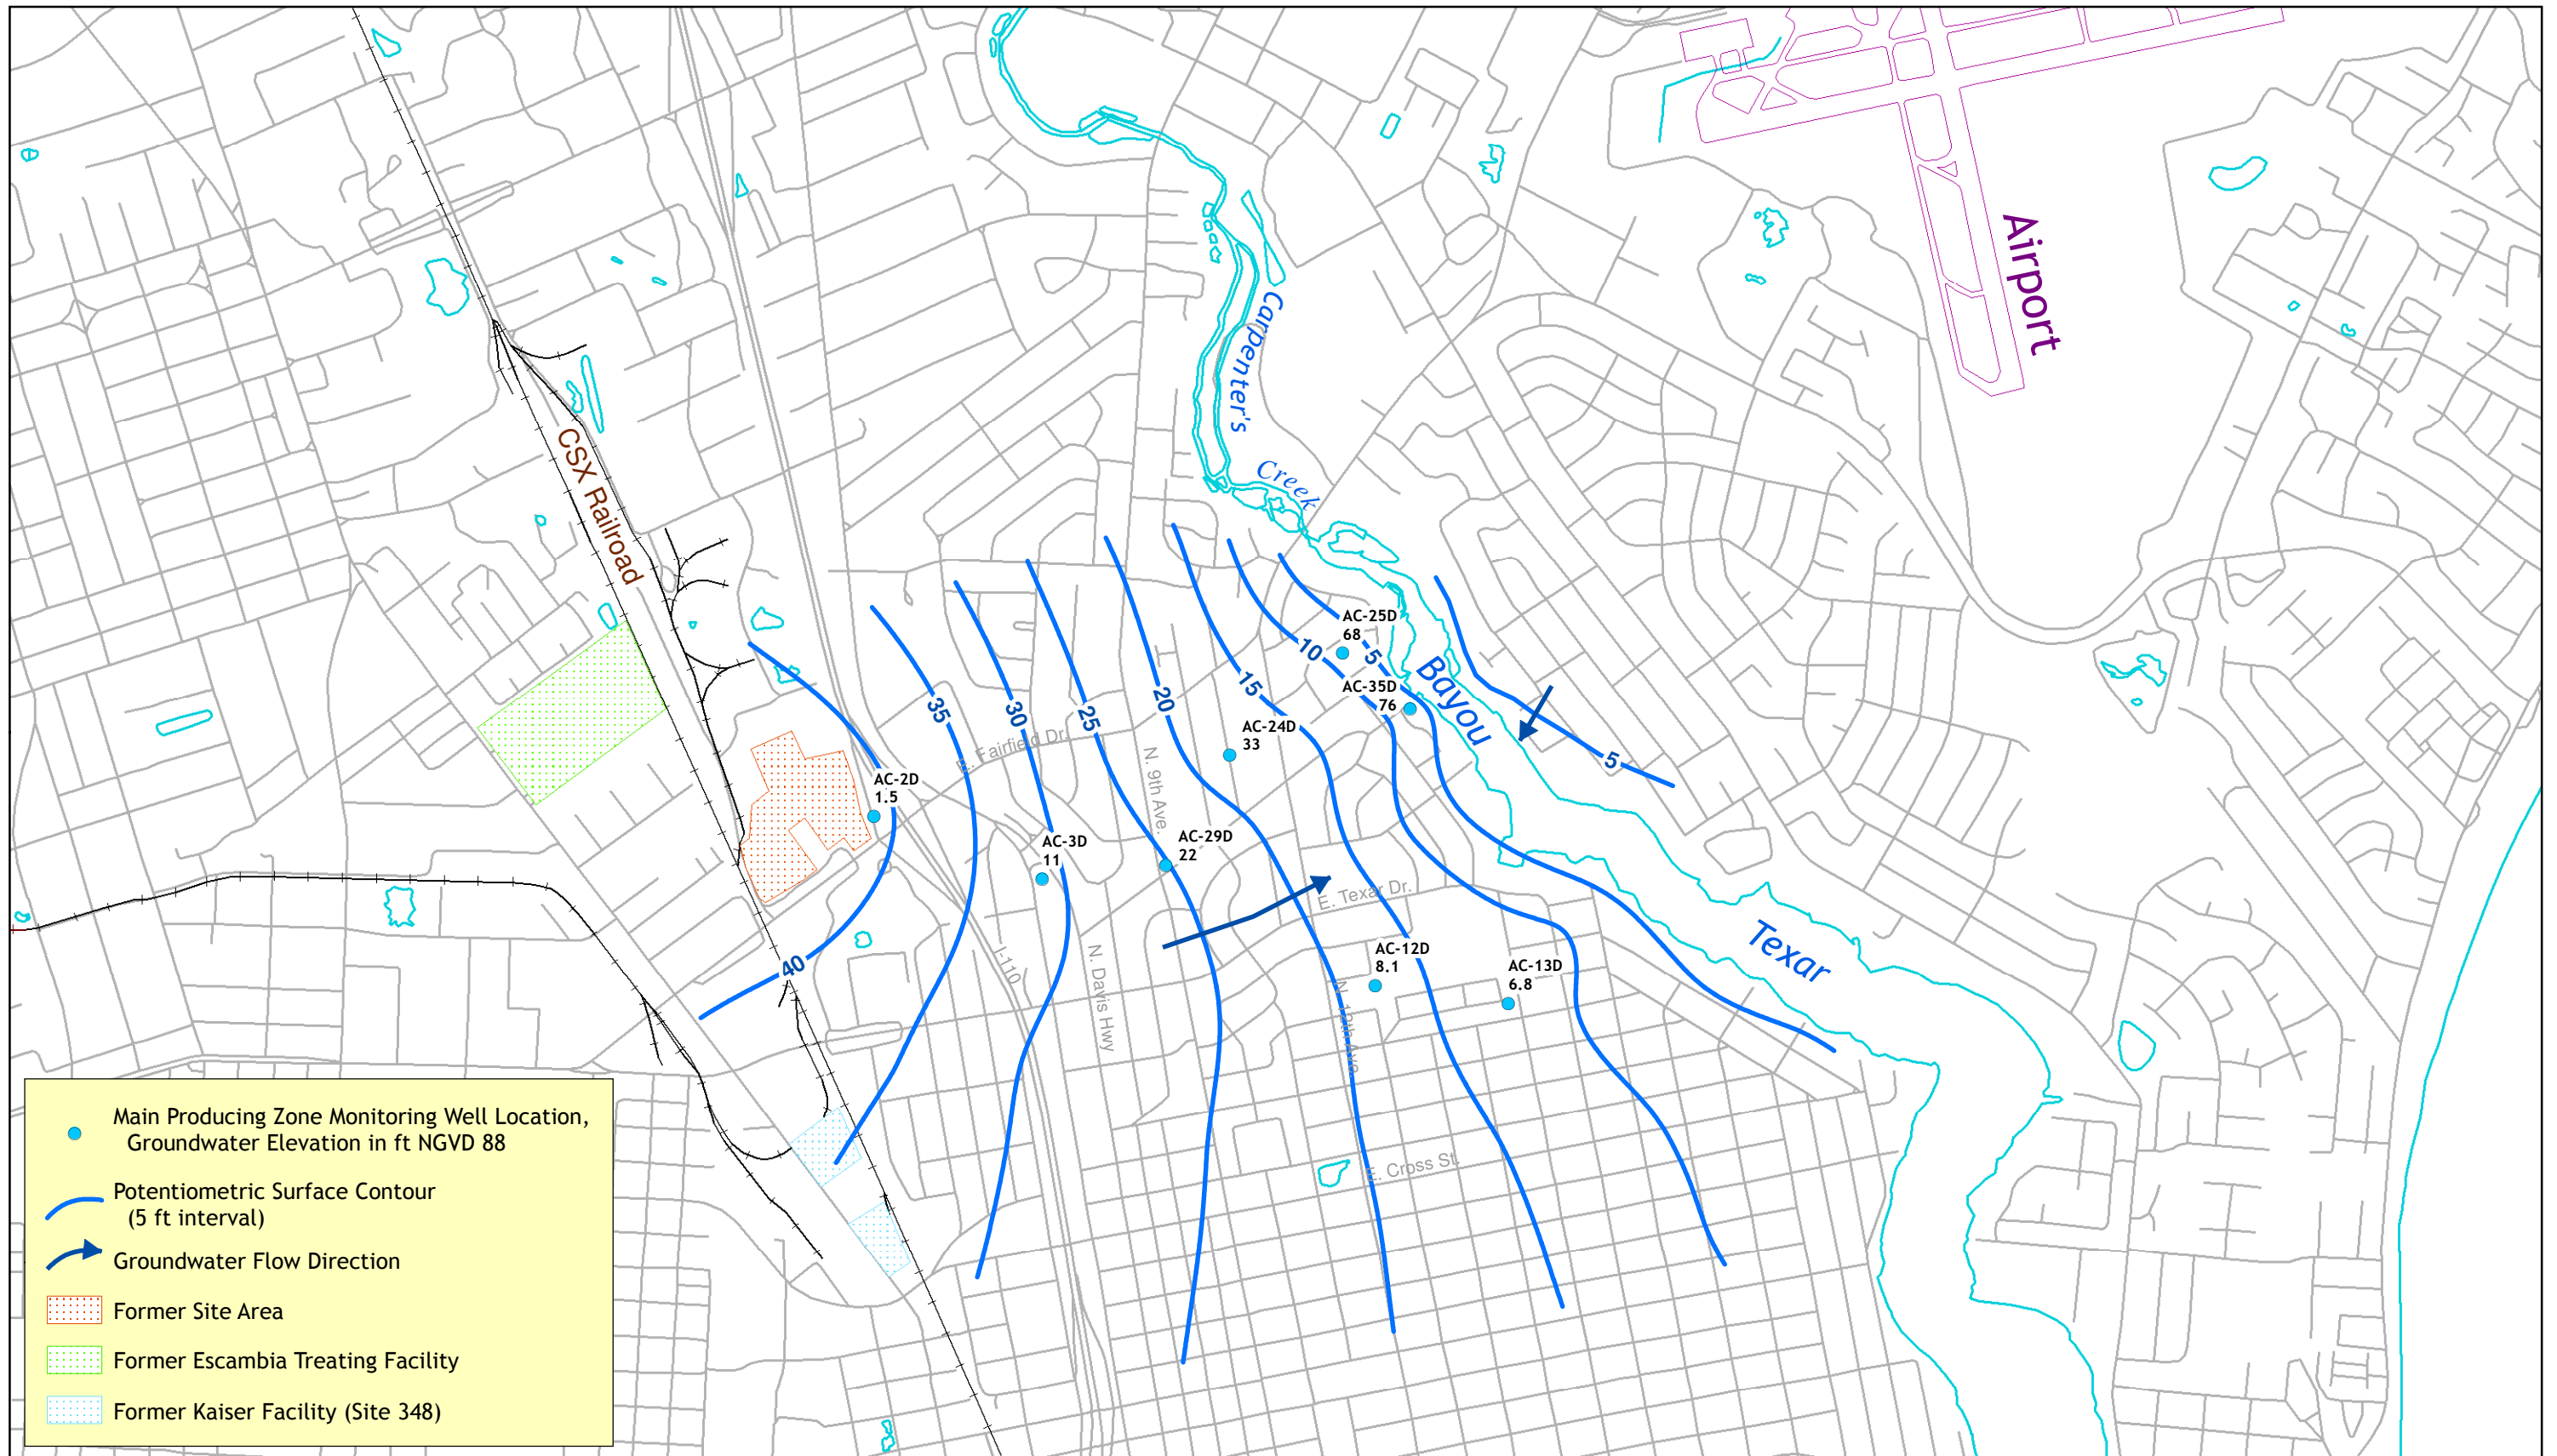 Airport
Carpenter's
Creek
CSX Railroad
AC-25D
68
10
5
Bayou
AC-35D
76
35
30
25
20
15
AC-24D
33
E. Fairfield Dr.
N. 9th Ave.
5
AC-2D
1.5
AC-3D
11
AC-29D
22
E. Texar Dr.
Texar
40
I-110
N. Davis Hwy
AC-12D
8.1
AC-13D
6.8
N. 12th Ave.
E. Cross St.
Main Producing Zone Monitoring Well Location,
Groundwater Elevation in ft NGVD 88
Potentiometric Surface Contour
(5 ft interval)
Groundwater Flow Direction
Former Site Area
Former Escambia Treating Facility
Former Kaiser Facility (Site 348)